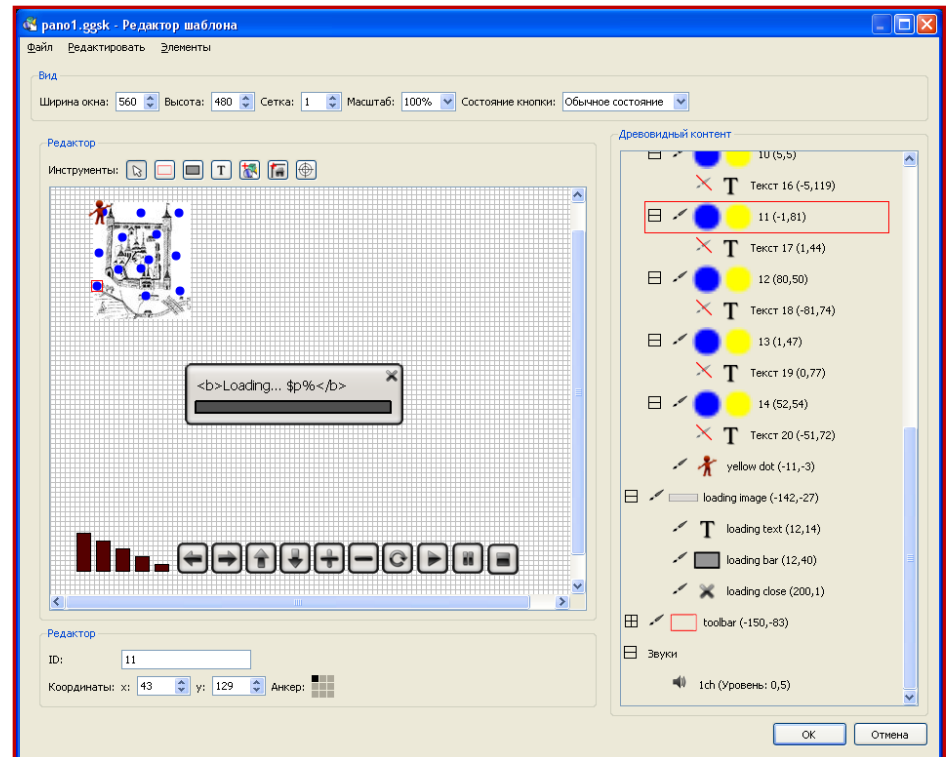 pano1.ggsk - Редактор шаблона
Файл Редактировать Элементы
Вид
Ширина окна: 560 Высота: 480 Сетка: 1 Масштаб: 100% Состояние кнопки: Обычное состояние
Редактор
Инструменты: T
<b>Loading... $p%</b>
Редактор
ID: 11
Координаты: x: 43 y: 129 Анкер:
Древовидный контент
10 (5,5)
T Текст 16 (-5,119)
11 (-1,81)
T Текст 17 (1,44)
12 (80,50)
T Текст 18 (-81,74)
13 (1,47)
T Текст 19 (0,77)
14 (52,54)
T Текст 20 (-51,72)
yellow dot (-11,-3)
loading image (-142,-27)
T loading text (12,14)
loading bar (12,40)
loading close (200,1)
toolbar (-150,-83)
Звуки
1ch (Уровень: 0,5)
OK Отмена